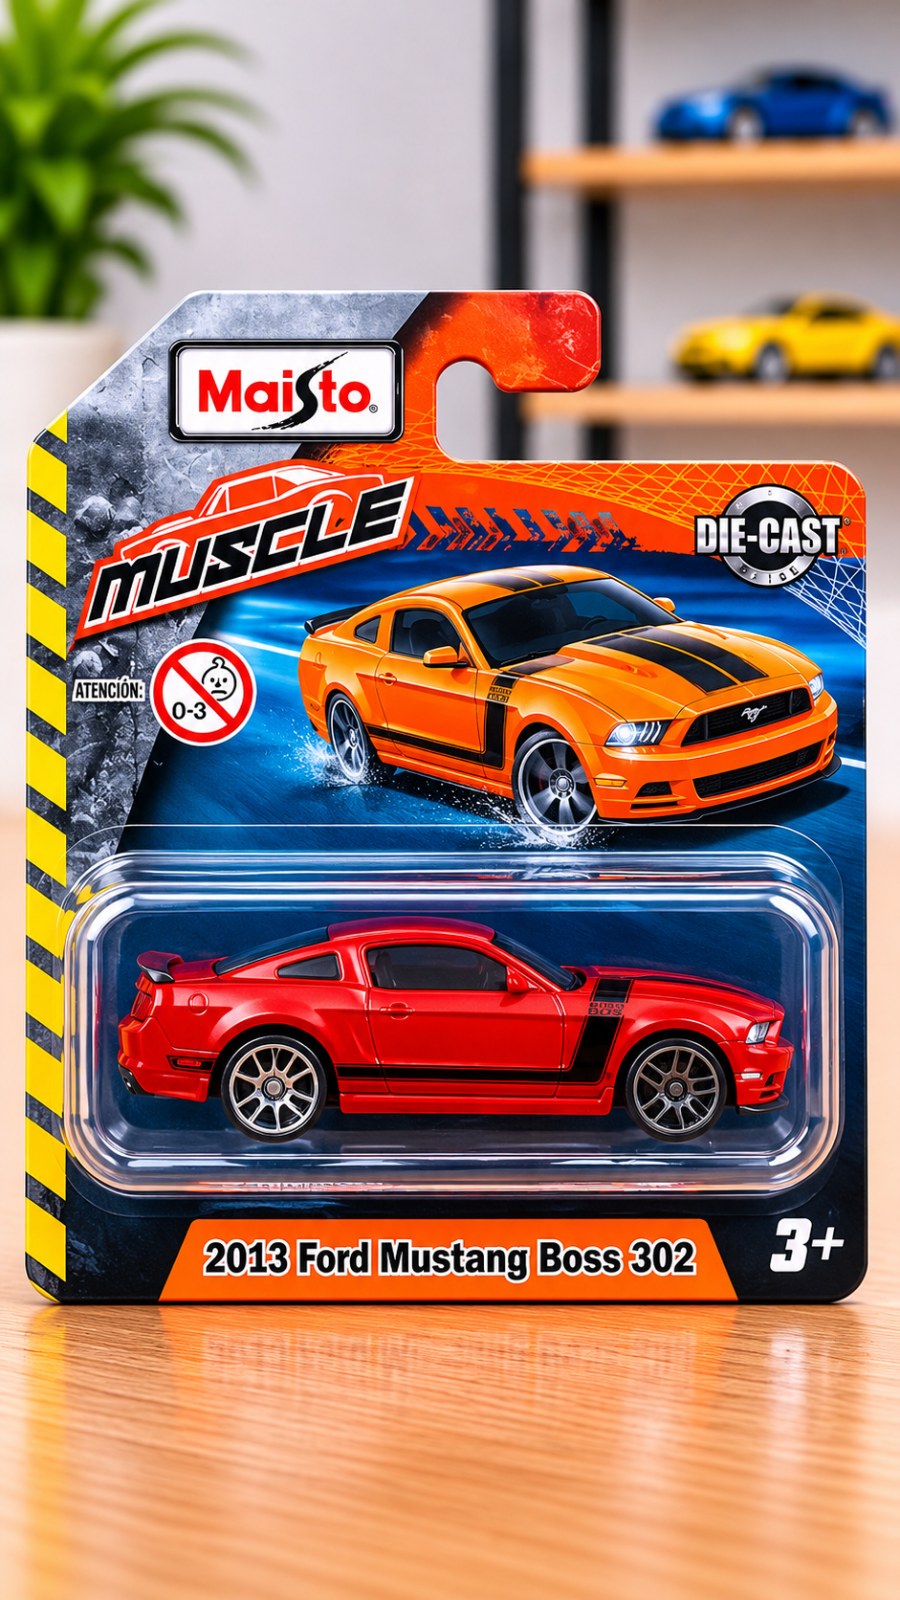 Maisto®
MUSCLE
DIE-CAST
ATENCIÓN:
0-3
2013 Ford Mustang Boss 302
3+